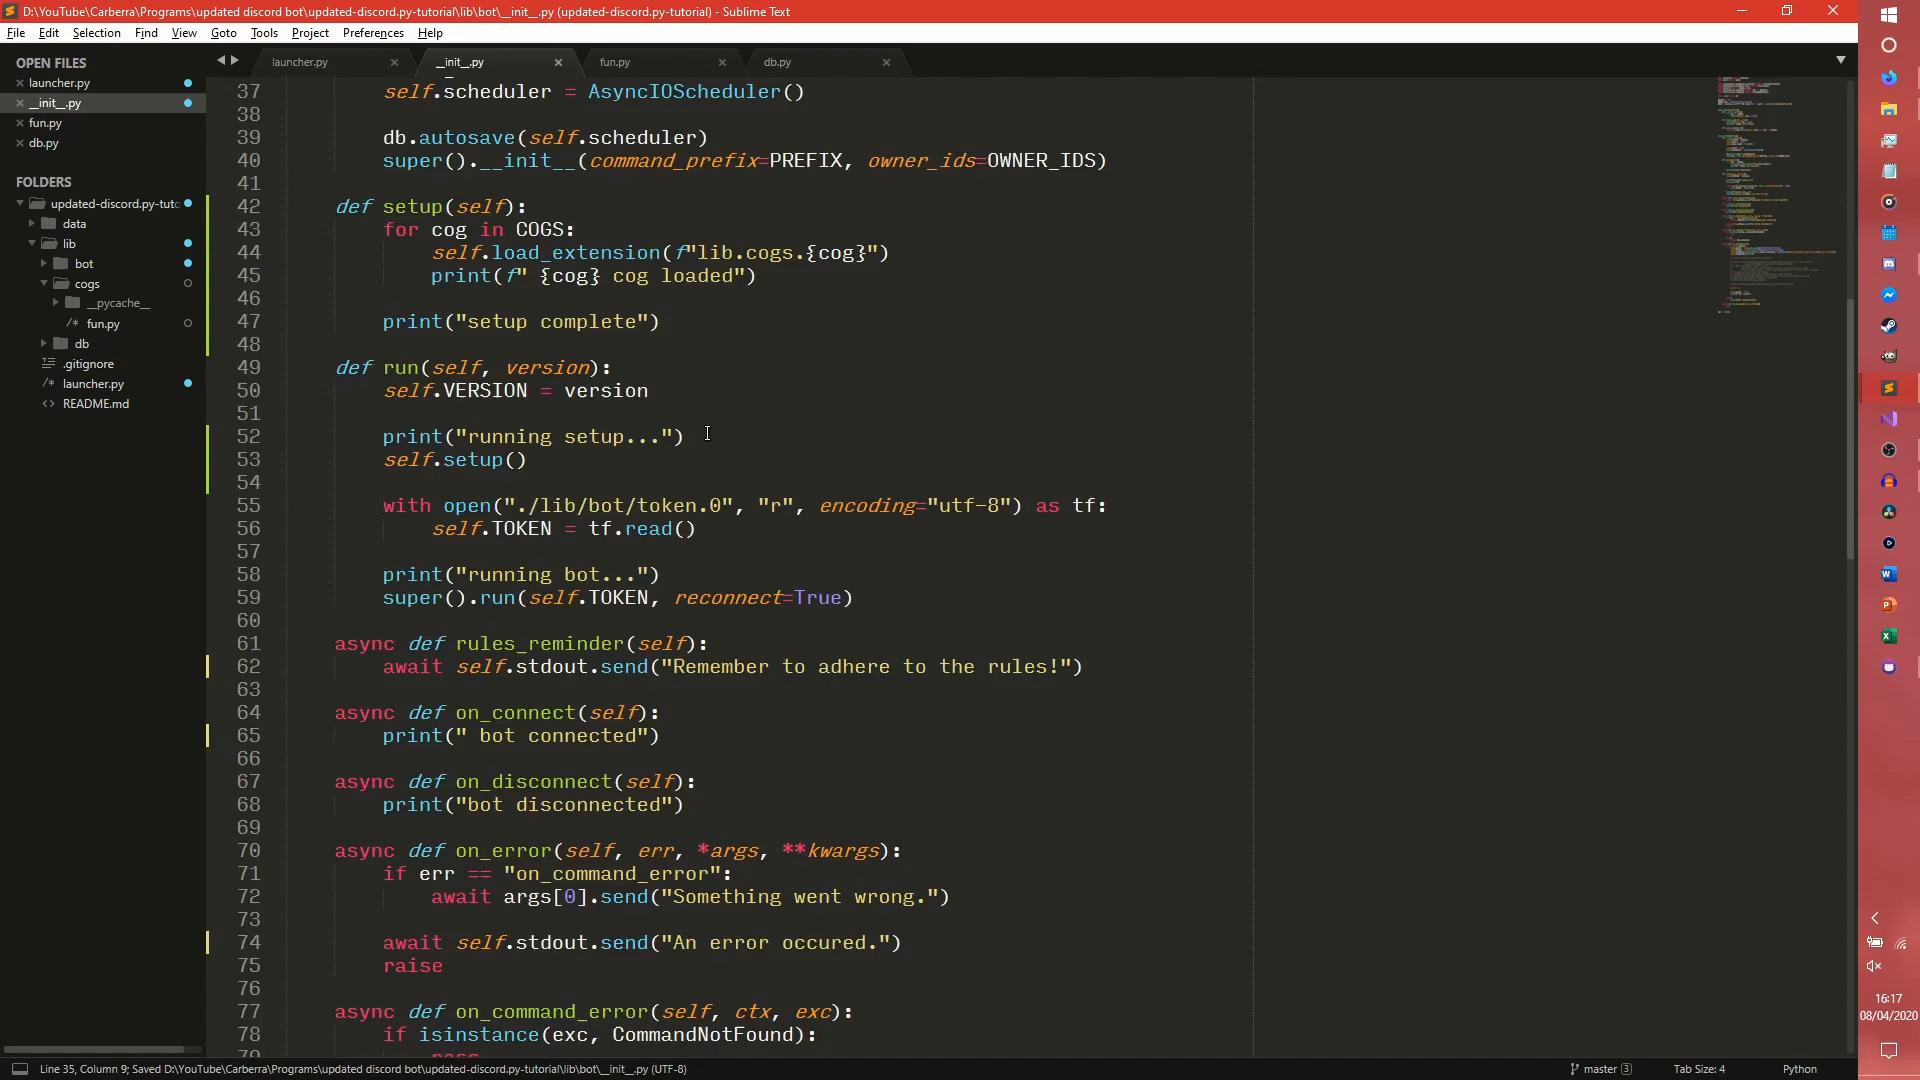 D:\YouTube\Carberra\Programs\updated discord bot\updated-discord.py-tutorial\lib\bot\__init__.py (updated-discord.py-tutorial) - Sublime Text
File Edit Selection Find View Goto Tools Project Preferences Help
OPEN FILES
launcher.py
__init__.py
fun.py
db.py
FOLDERS
updated-discord.py-tuto
data
lib
bot
cogs
__pycache__
fun.py
db
.gitignore
launcher.py
README.md
launcher.py __init__.py fun.py db.py
37 self.scheduler = AsyncIOScheduler()
38
39 db.autosave(self.scheduler)
40 super().__init__(command_prefix=PREFIX, owner_ids=OWNER_IDS)
41
42 def setup(self):
43 for cog in COGS:
44 self.load_extension(f"lib.cogs.{cog}")
45 print(f" {cog} cog loaded")
46
47 print("setup complete")
48
49 def run(self, version):
50 self.VERSION = version
51
52 print("running setup...")
53 self.setup()
54
55 with open("./lib/bot/token.0", "r", encoding="utf-8") as tf:
56 self.TOKEN = tf.read()
57
58 print("running bot...")
59 super().run(self.TOKEN, reconnect=True)
60
61 async def rules_reminder(self):
62 await self.stdout.send("Remember to adhere to the rules!")
63
64 async def on_connect(self):
65 print(" bot connected")
66
67 async def on_disconnect(self):
68 print("bot disconnected")
69
70 async def on_error(self, err, *args, **kwargs):
71 if err == "on_command_error":
72 await args[0].send("Something went wrong.")
73
74 await self.stdout.send("An error occured.")
75 raise
76
77 async def on_command_error(self, ctx, exc):
78 if isinstance(exc, CommandNotFound):
79 pass
16:17
08/04/2020
Line 35, Column 9; Saved D:\YouTube\Carberra\Programs\updated discord bot\updated-discord.py-tutorial\lib\bot\__init__.py (UTF-8)
master 3
Tab Size: 4
Python